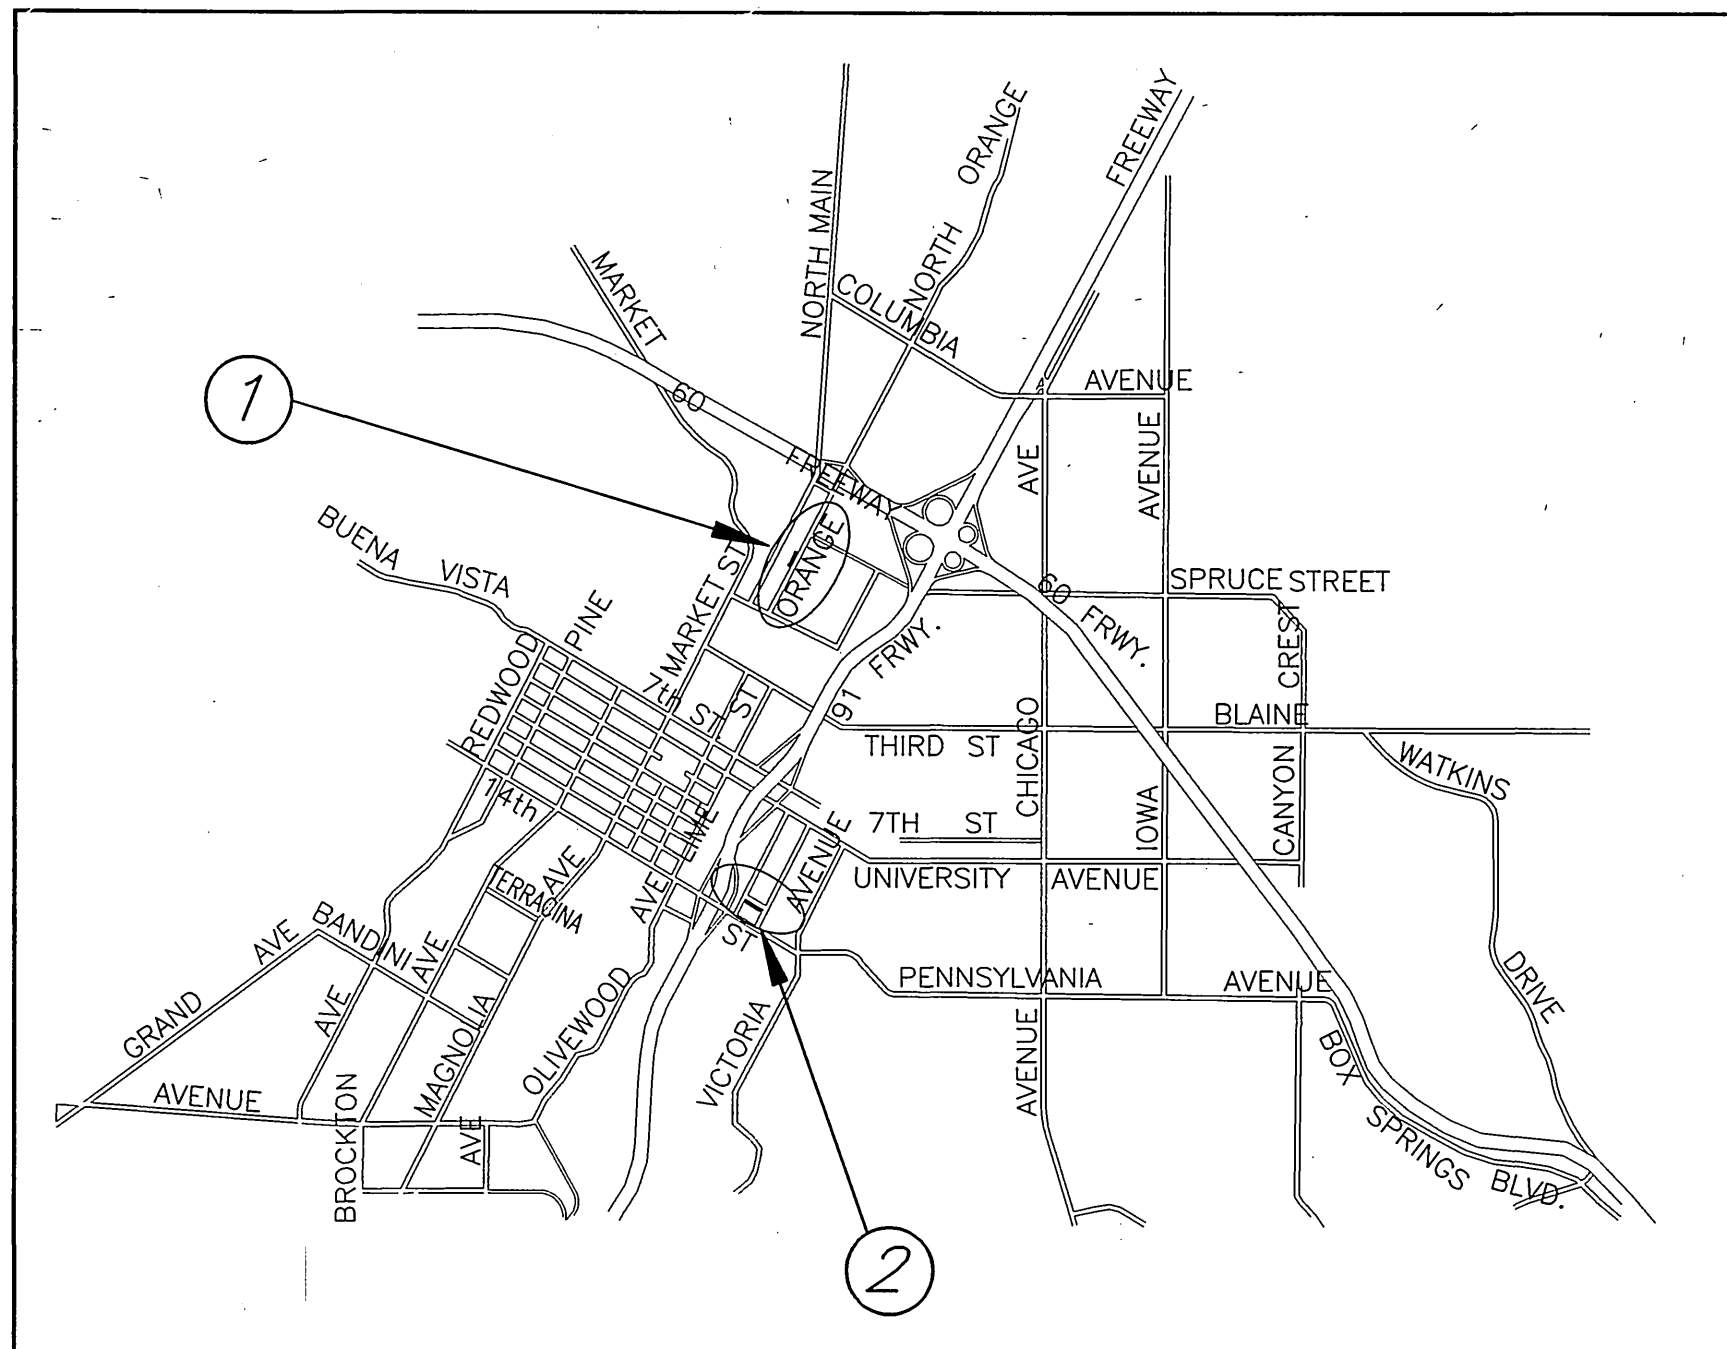 FREEWAY
NORTH ORANGE
NORTH MAIN
MARKET
COLUMBIA AVENUE
60 FREEWAY
1
BUENA VISTA
ORANGE
MARKET ST
AVE
AVENUE
SPRUCE STREET
60 FRWY.
CREST
PINE
REDWOOD
7th ST.
ST
91 FRWY.
CHICAGO
THIRD ST
BLAINE
WATKINS
14th
7TH ST
IOWA
CANYON
AVENUE
UNIVERSITY AVENUE
TERRACINA
AVE
AVE
ST
BANDINI
AVE
GRAND
AVE
AVE
MAGNOLIA
OLIVEWOOD
VICTORIA
PENNSYLVANIA AVENUE
DRIVE
AVENUE
AVENUE
BROCKTON
AVE
BOX SPRINGS BLVD.
2